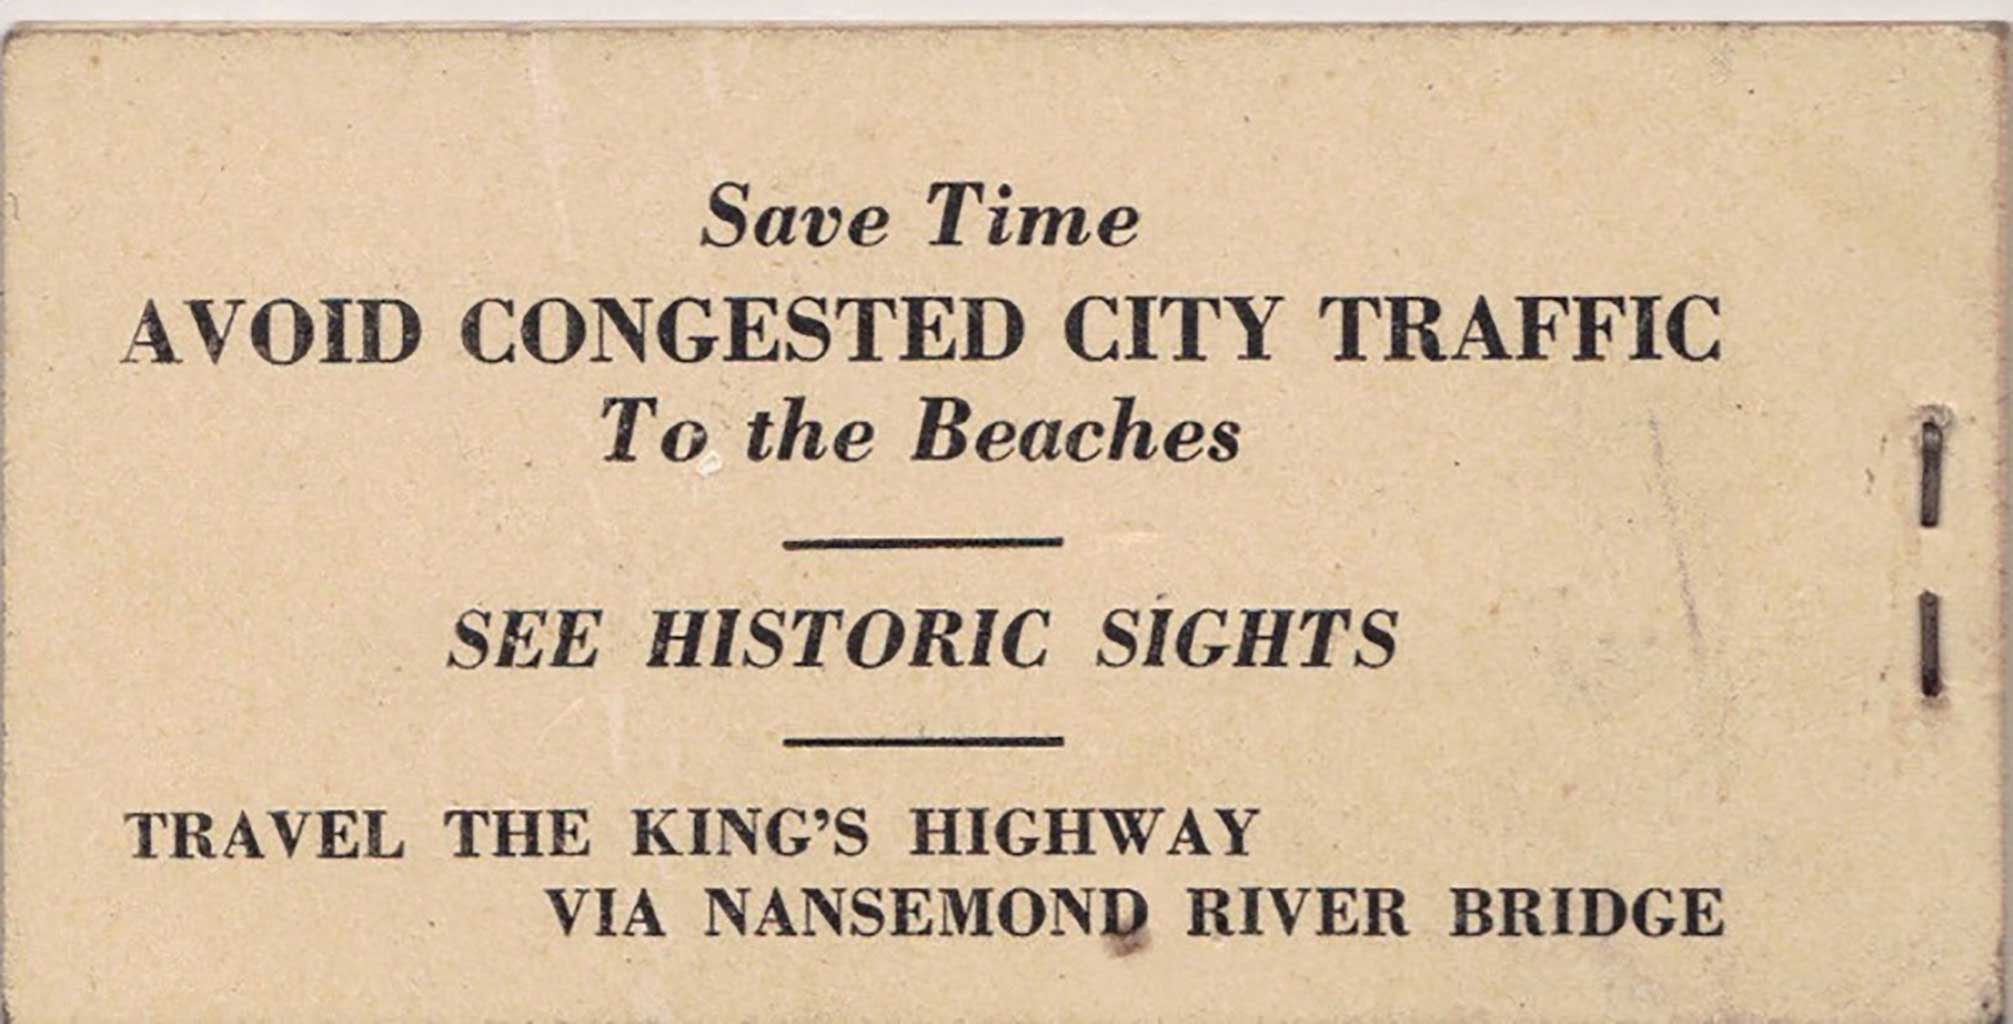 Save Time
AVOID CONGESTED CITY TRAFFIC
To the Beaches
SEE HISTORIC SIGHTS
TRAVEL THE KING'S HIGHWAY
VIA NANSEMOND RIVER BRIDGE